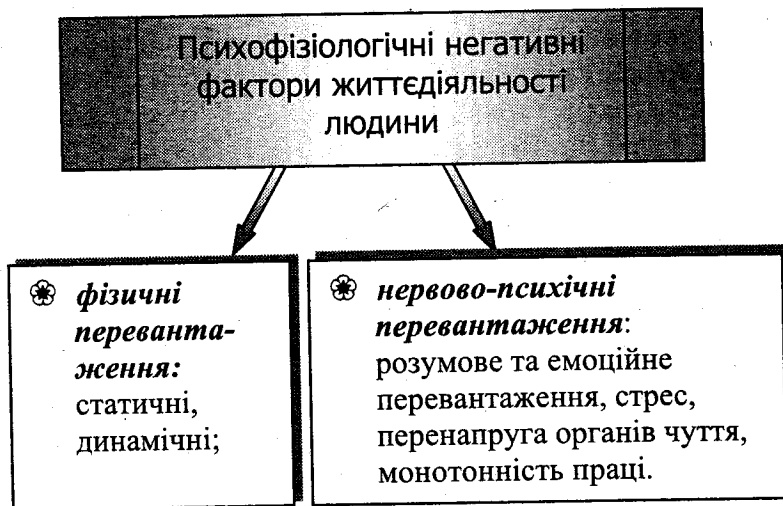 Психофізіологічні негативні
фактори життєдіяльності
людини
фізичні
переванта-
ження:
статичні,
динамічні;
нервово-психічні
перевантаження:
розумове та емоційне
перевантаження, стрес,
перенапруга органів чуття,
монотонність праці.